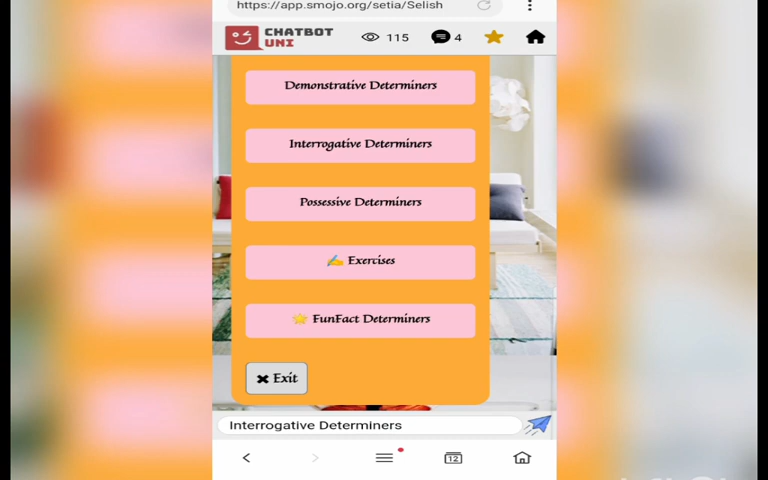 https://app.smojo.org/setia/Selish
CHATBOT
UNI
115
4
Demonstrative Determiners
Interrogative Determiners
Possessive Determiners
✍ Exercises
⭐ FunFact Determiners
✖ Exit
Interrogative Determiners
12